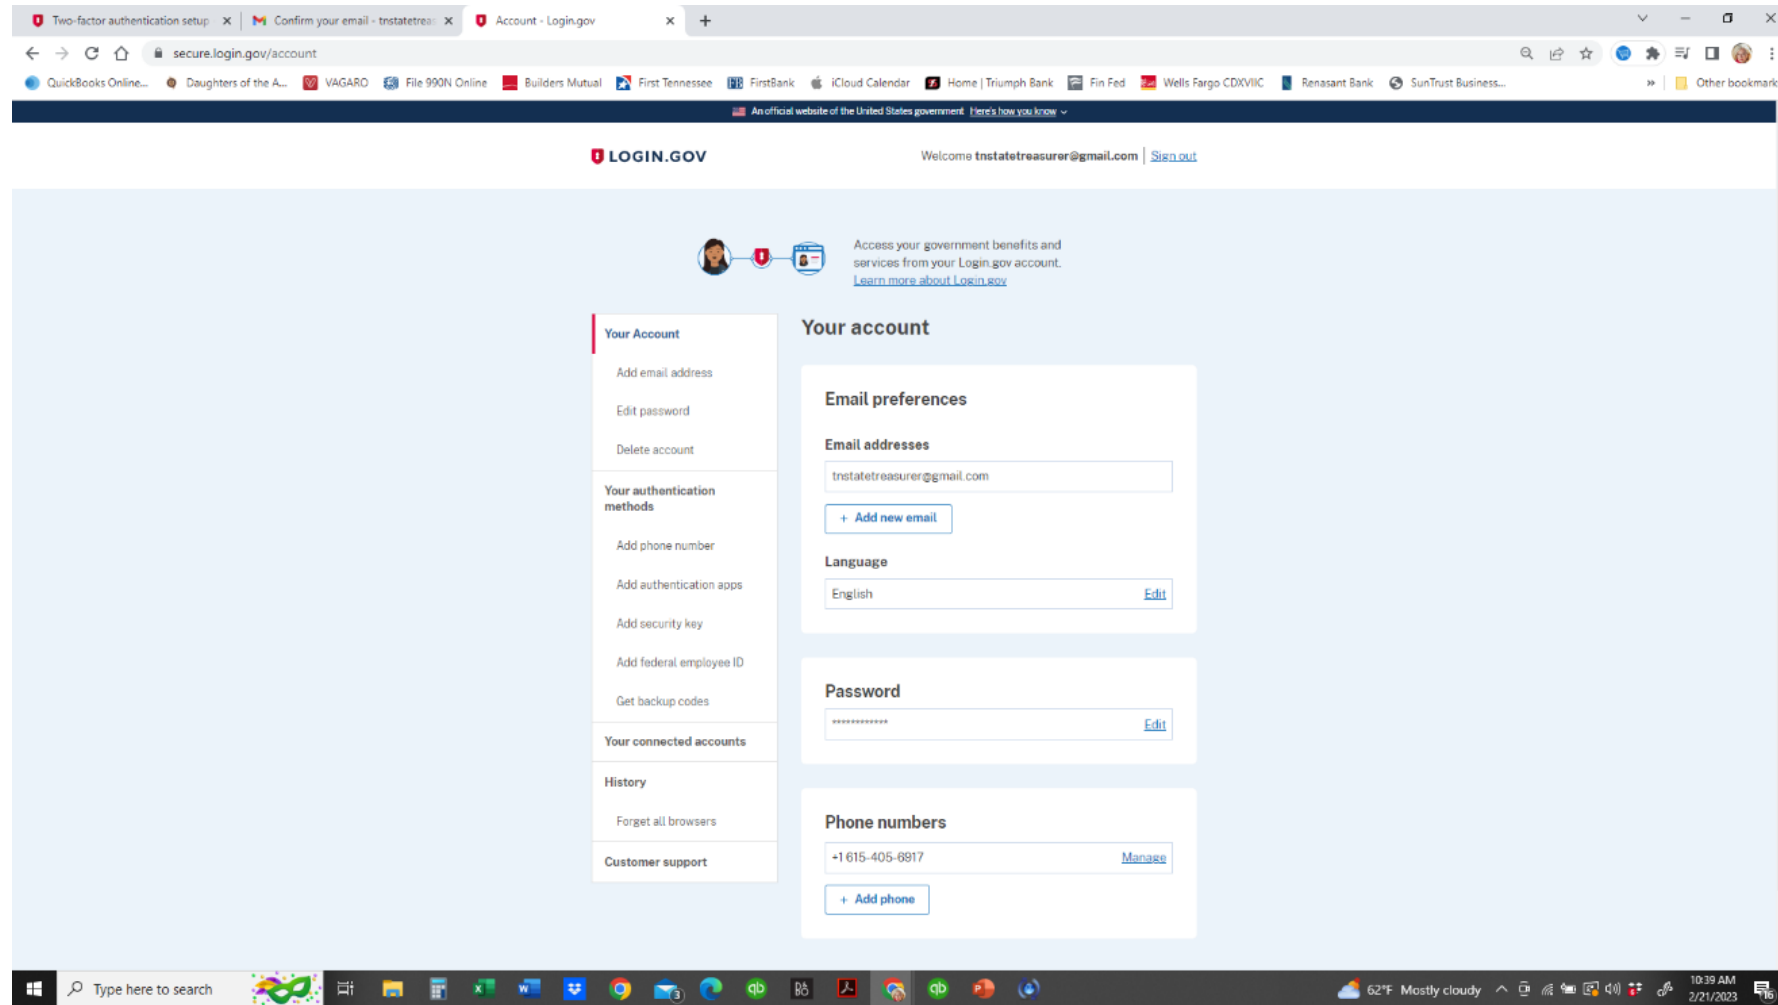 Two-factor authentication setup
Confirm your email - tnstatetreas
Account - Login.gov
secure.login.gov/account
QuickBooks Online...
Daughters of the A...
VAGARO
File 990N Online
Builders Mutual
First Tennessee
FirstBank
iCloud Calendar
Home | Triumph Bank
Fin Fed
Wells Fargo CDXVIIC
Renasant Bank
SunTrust Business...
Other bookmark
An official website of the United States government Here's how you know
LOGIN.GOV
Welcome tnstatetreasurer@gmail.com | Sign out
Access your government benefits and
services from your Login.gov account.
Learn more about Login.gov
Your Account
Add email address
Edit password
Delete account
Your authentication
methods
Add phone number
Add authentication apps
Add security key
Add federal employee ID
Get backup codes
Your connected accounts
History
Forget all browsers
Customer support
Your account
Email preferences
Email addresses
tnstatetreasurer@gmail.com
+ Add new email
Language
English Edit
Password
************ Edit
Phone numbers
+1 615-405-6917 Manage
+ Add phone
Type here to search
62°F Mostly cloudy
10:39 AM
2/21/2023